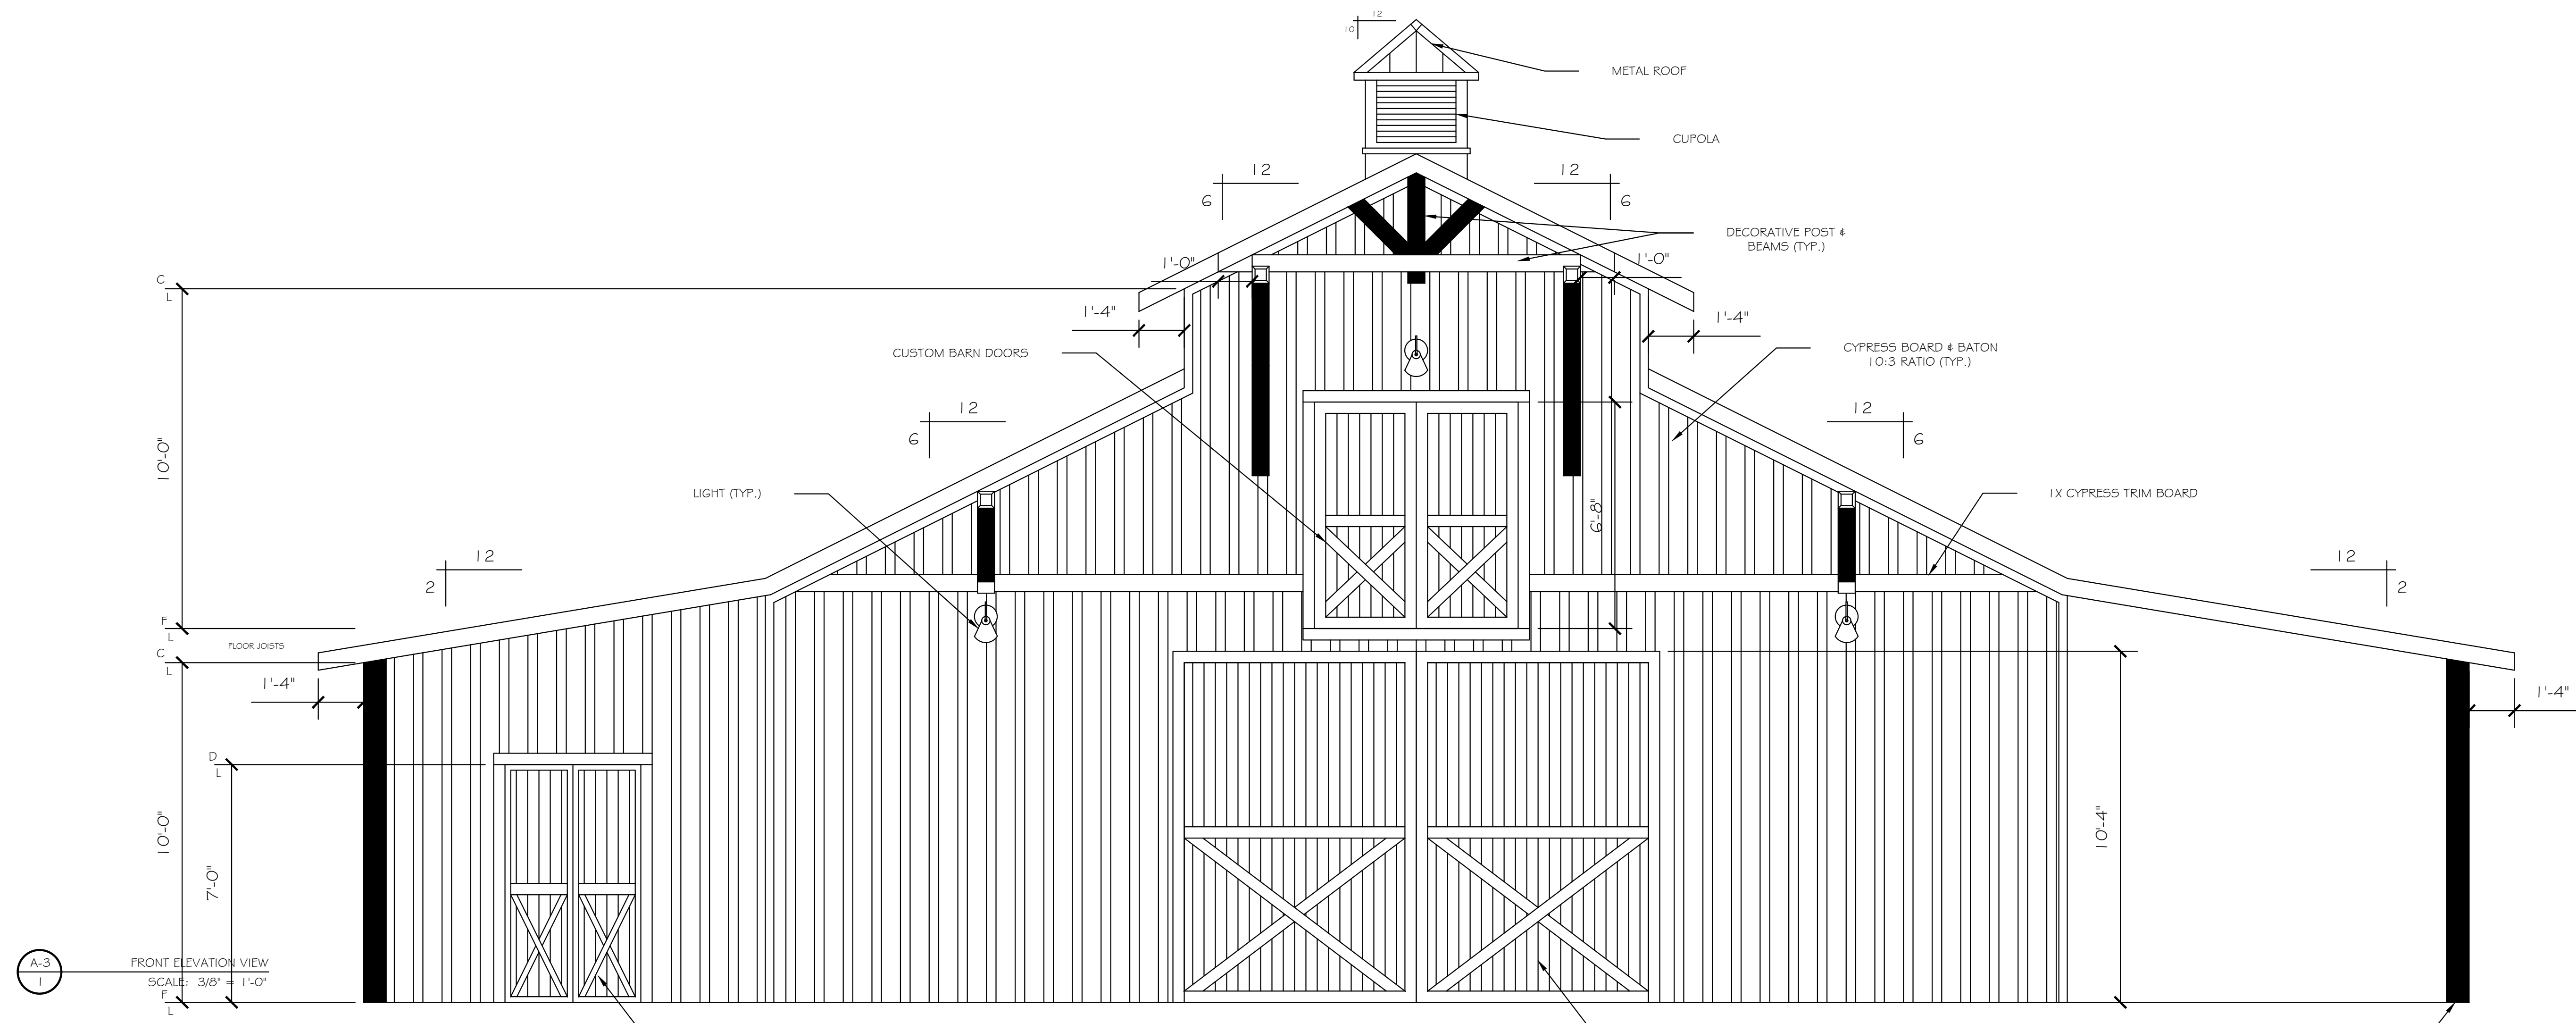 12
10
METAL ROOF
CUPOLA
12
6
12
6
DECORATIVE POST &
BEAMS (TYP.)
1'-0"
1'-0"
C
L
1'-4"
1'-4"
CUSTOM BARN DOORS
CYPRESS BOARD & BATON
10:3 RATIO (TYP.)
12
6
12
6
10'-0"
LIGHT (TYP.)
6'-8"
1X CYPRESS TRIM BOARD
12
2
12
2
F
L
FLOOR JOISTS
C
L
1'-4"
1'-4"
D
L
10'-0"
7'-0"
10'-4"
A-3
1
FRONT ELEVATION VIEW
SCALE: 3/8" = 1'-0"
F
L